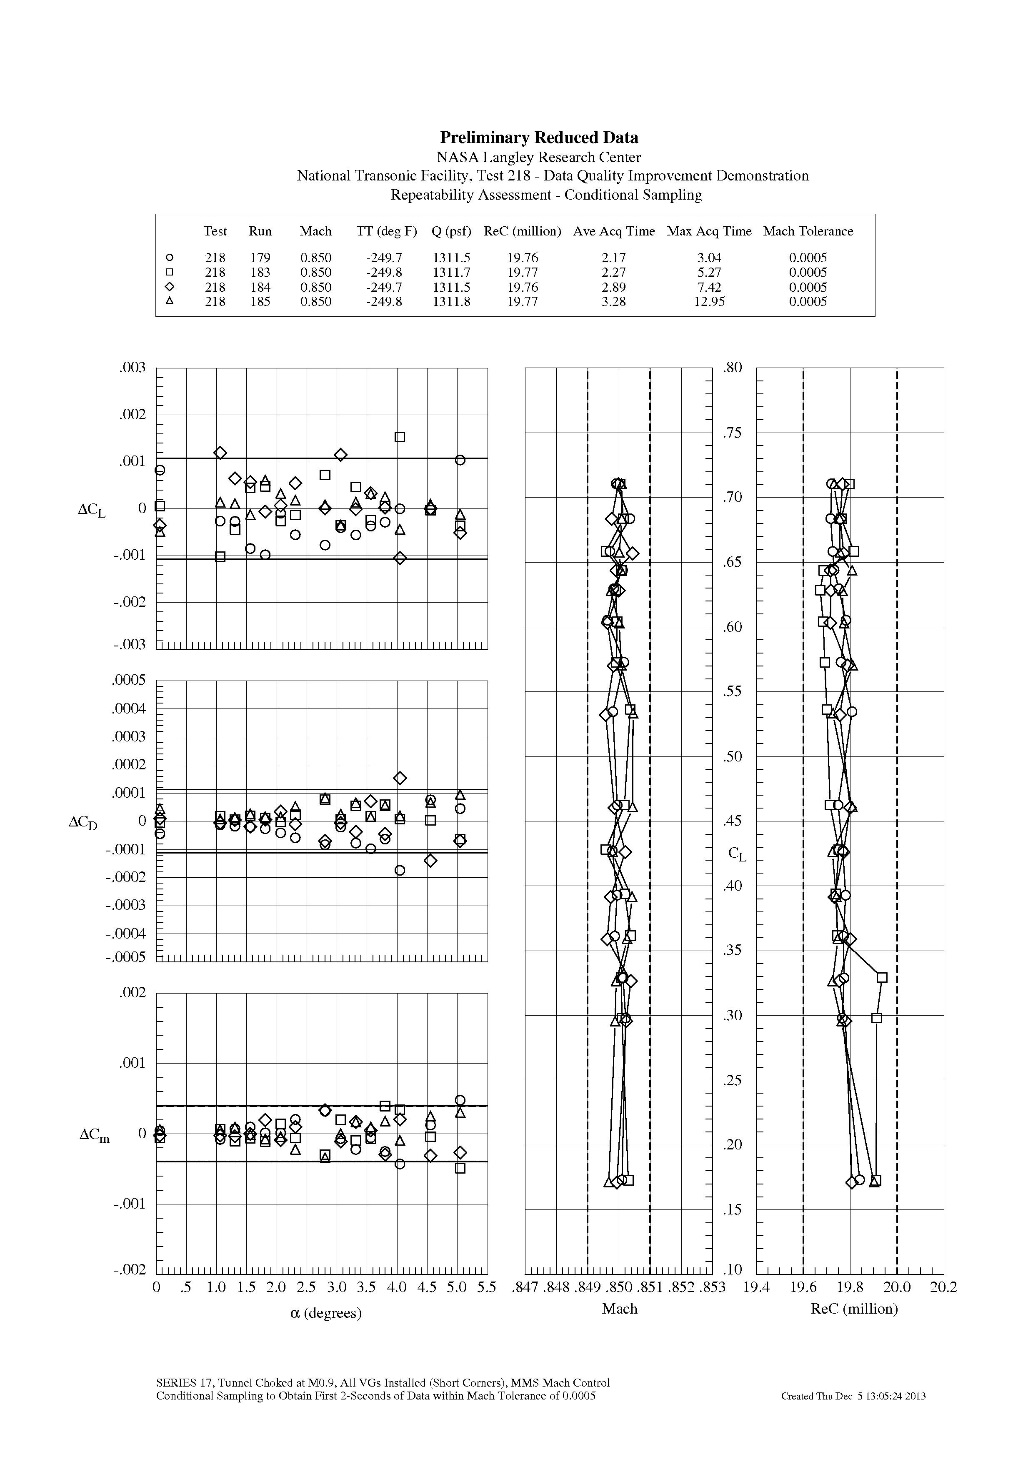 Preliminary Reduced Data
NASA Langley Research Center
National Transonic Facility, Test 218 - Data Quality Improvement Demonstration
Repeatability Assessment - Conditional Sampling
Test Run Mach TT (deg F) Q (psf) ReC (million) Ave Acq Time Max Acq Time Mach Tolerance
218 179 0.850 -249.7 1311.5 19.76 2.17 3.04 0.0005
218 183 0.850 -249.8 1311.7 19.77 2.27 5.27 0.0005
218 184 0.850 -249.7 1311.5 19.76 2.89 7.42 0.0005
218 185 0.850 -249.8 1311.8 19.77 3.28 12.95 0.0005
.003
.002
.001
ΔCL 0
-.001
-.002
-.003
.0005
.0004
.0003
.0002
.0001
ΔCD 0
-.0001
-.0002
-.0003
-.0004
-.0005
.002
.001
ΔCm 0
-.001
-.002
0 .5 1.0 1.5 2.0 2.5 3.0 3.5 4.0 4.5 5.0 5.5
α (degrees)
.80
.75
.70
.65
.60
.55
.50
.45
CL
.40
.35
.30
.25
.20
.15
.10
.847 .848 .849 .850 .851 .852 .853
Mach
19.4 19.6 19.8 20.0 20.2
ReC (million)
SERIES 17, Tunnel Choked at M0.9, All VGs Installed (Short Corners), MMS Mach Control
Conditional Sampling to Obtain First 2-Seconds of Data within Mach Tolerance of 0.0005
Created Thu Dec 5 13:05:24 2013